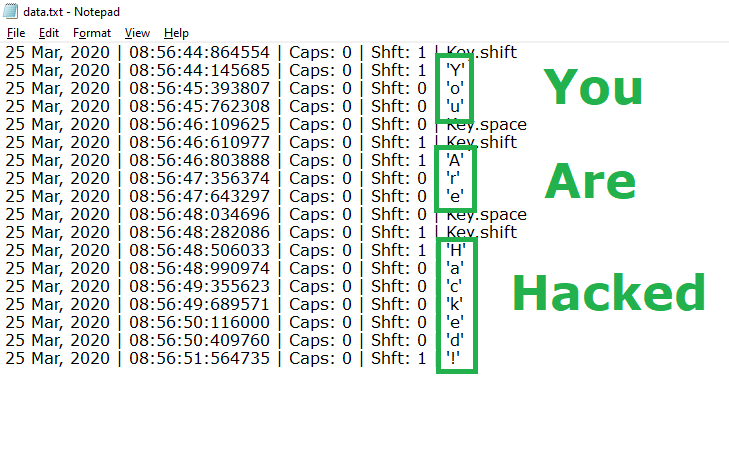 data.txt - Notepad
File Edit Format View Help
25 Mar, 2020 | 08:56:44:864554 | Caps: 0 | Shft: 1 | Key.shift
25 Mar, 2020 | 08:56:44:145685 | Caps: 0 | Shft: 1 | 'Y'
25 Mar, 2020 | 08:56:45:393807 | Caps: 0 | Shft: 0 | 'o'
25 Mar, 2020 | 08:56:45:762308 | Caps: 0 | Shft: 0 | 'u'
You
25 Mar, 2020 | 08:56:46:109625 | Caps: 0 | Shft: 0 | Key.space
25 Mar, 2020 | 08:56:46:610977 | Caps: 0 | Shft: 1 | Key.shift
25 Mar, 2020 | 08:56:46:803888 | Caps: 0 | Shft: 1 | 'A'
25 Mar, 2020 | 08:56:47:356374 | Caps: 0 | Shft: 0 | 'r'
25 Mar, 2020 | 08:56:47:643297 | Caps: 0 | Shft: 0 | 'e'
Are
25 Mar, 2020 | 08:56:48:034696 | Caps: 0 | Shft: 0 | Key.space
25 Mar, 2020 | 08:56:48:282086 | Caps: 0 | Shft: 1 | Key.shift
25 Mar, 2020 | 08:56:48:506033 | Caps: 0 | Shft: 1 | 'H'
25 Mar, 2020 | 08:56:48:990974 | Caps: 0 | Shft: 0 | 'a'
25 Mar, 2020 | 08:56:49:355623 | Caps: 0 | Shft: 0 | 'c'
25 Mar, 2020 | 08:56:49:689571 | Caps: 0 | Shft: 0 | 'k'
25 Mar, 2020 | 08:56:50:116000 | Caps: 0 | Shft: 0 | 'e'
25 Mar, 2020 | 08:56:50:409760 | Caps: 0 | Shft: 0 | 'd'
25 Mar, 2020 | 08:56:51:564735 | Caps: 0 | Shft: 1 | '!'
Hacked